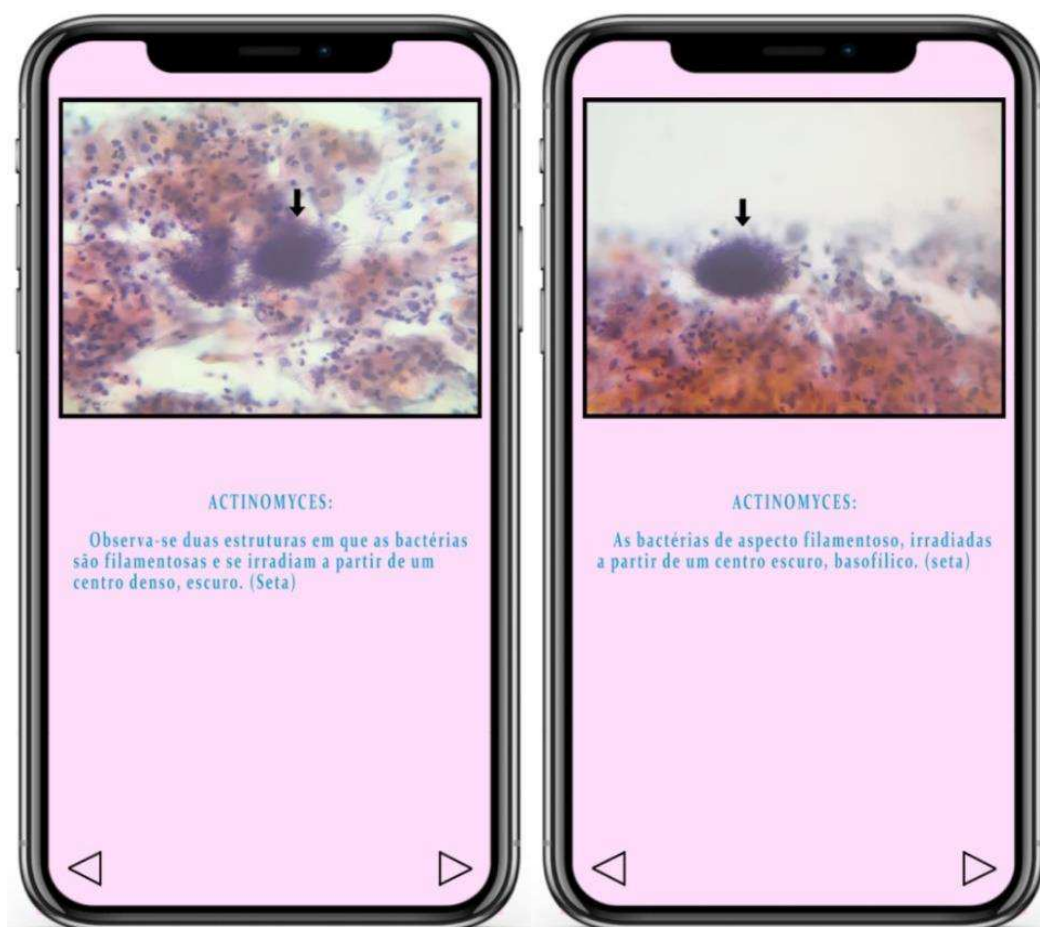 ACTINOMYCES:
Observa-se duas estruturas em que as bactérias
são filamentosas e se irradiam a partir de um
centro denso, escuro. (Seta)
ACTINOMYCES:
As bactérias de aspecto filamentoso, irradiadas
a partir de um centro escuro, basofílico. (seta)